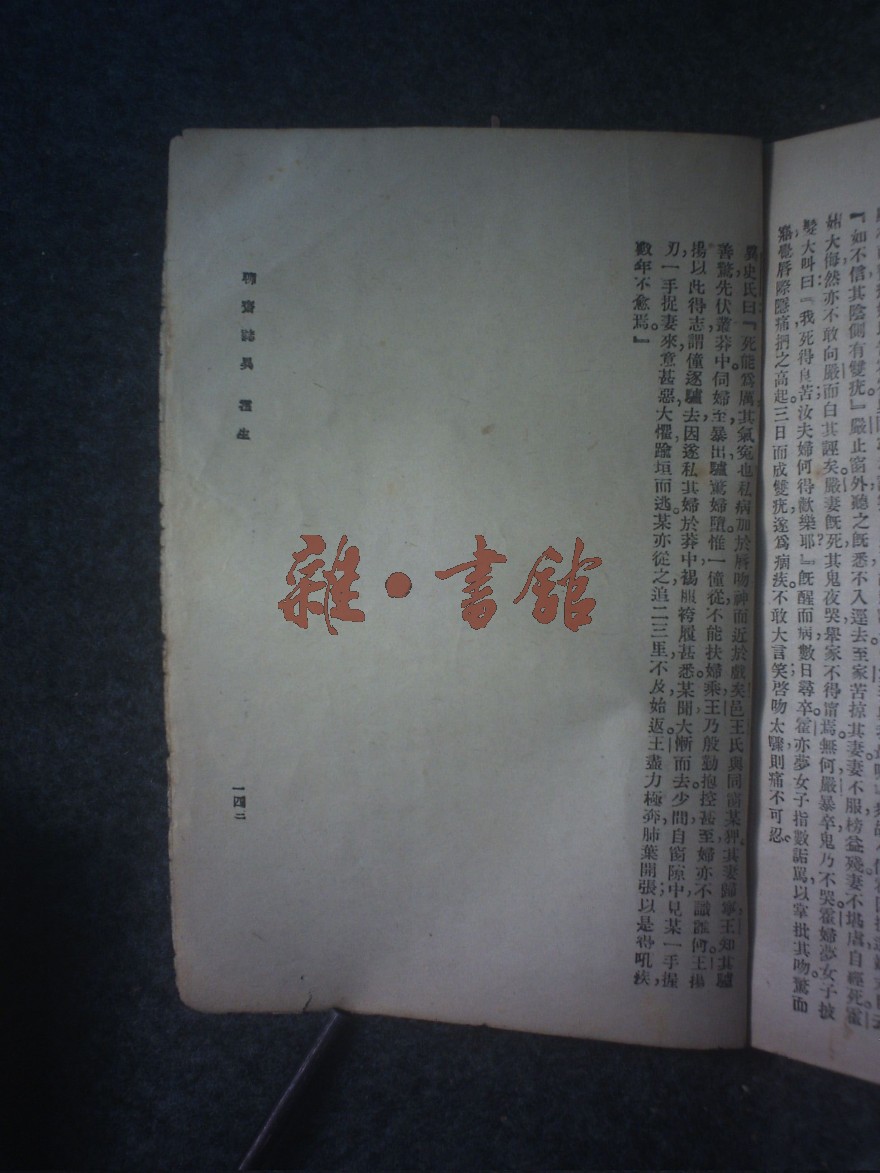 『如不信其陰側有雙疣』嚴止窗外聽之旣悉不入逕去至家苦掠其妻妻不服榜益殘妻不堪虐自經死霍
始大悔然亦不敢向嚴而白其誣矣嚴妻旣死其鬼夜哭舉家不得甯焉無何嚴暴卒鬼乃不哭霍婦夢女子披
髮大叫曰『我死得良苦汝夫婦何得歡樂耶』旣醒而病數日尋卒霍亦夢女子指數詬罵以掌批其吻驚而
寤覺唇際隱痛捫之高起三日而成雙疣遂爲痼疾不敢大言笑啓吻太驟則痛不可忍。
異史氏曰『死能爲厲其氣寃也私病加於唇吻神而近於戲矣邑王氏與同窗某狎其妻歸寧王知其驢
善驚先伏叢莽中伺婦至暴出驢驚婦墮惟一僮從不能扶婦乘王乃殷勤抱控甚至婦亦不識誰何王揚
揚以此得志謂僮逐驢去因遂私其婦於莽中裼服袴履甚悉某聞大慚而去少間自窗隙中見某一手握
刃一手捉妻來意甚惡大懼踰垣而逃某亦從之追二三里不及始返王盡力極奔肺葉開張以是得吼疾，
數年不愈焉。』
聊齋誌異 霍生
一四二
雜·書館